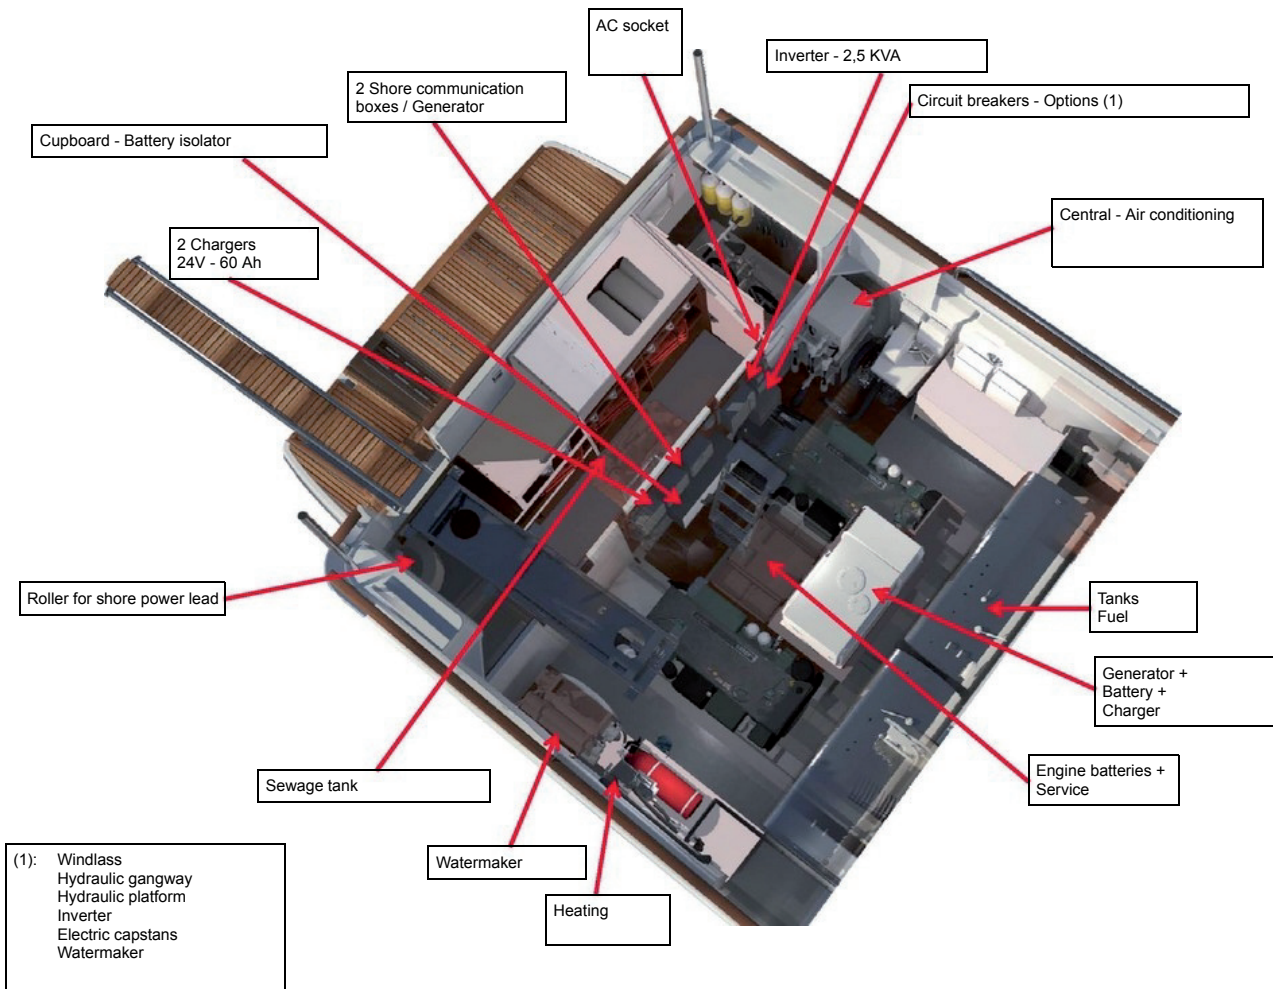 AC socket
Inverter - 2,5 KVA
2 Shore communication
boxes / Generator
Circuit breakers - Options (1)
Cupboard - Battery isolator
Central - Air conditioning
2 Chargers
24V - 60 Ah
Roller for shore power lead
Tanks
Fuel
Generator +
Battery +
Charger
Engine batteries +
Service
Sewage tank
Watermaker
Heating
(1): Windlass
Hydraulic gangway
Hydraulic platform
Inverter
Electric capstans
Watermaker